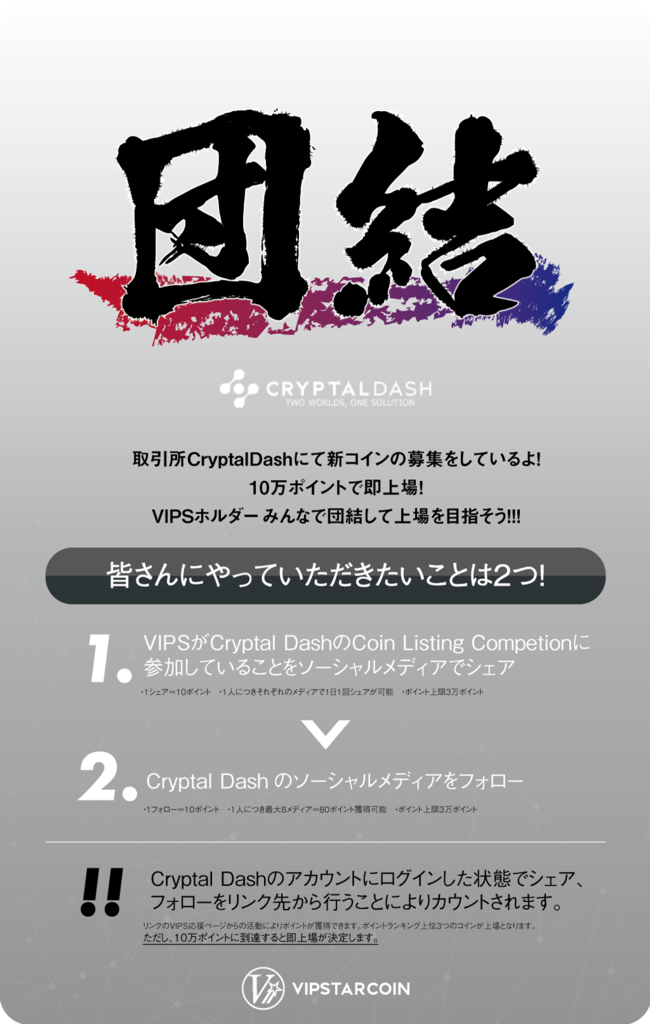 団結
CRYPTALDASH
TWO WORLDS, ONE SOLUTION
取引所CryptalDashにて新コインの募集をしているよ!
10万ポイントで即上場!
VIPSホルダー みんなで団結して上場を目指そう!!!
皆さんにやっていただきたいことは2つ!
1.
VIPSがCryptal DashのCoin Listing Competionに
参加していることをソーシャルメディアでシェア
・1シェア=10ポイント ・1人につきそれぞれのメディアで1日1回シェアが可能 ・ポイント上限3万ポイント
2.
Cryptal Dash のソーシャルメディアをフォロー
・1フォロー=10ポイント ・1人につき最大8メディア=80ポイント獲得可能 ・ポイント上限3万ポイント
!!
Cryptal Dashのアカウントにログインした状態でシェア、
フォローをリンク先から行うことによりカウントされます。
リンクのVIPS応援ページからの活動によりポイントが獲得できます。ポイントランキング上位3つのコインが上場となります。
ただし、10万ポイントに到達すると即上場が決定します。
VIPSTARCOIN